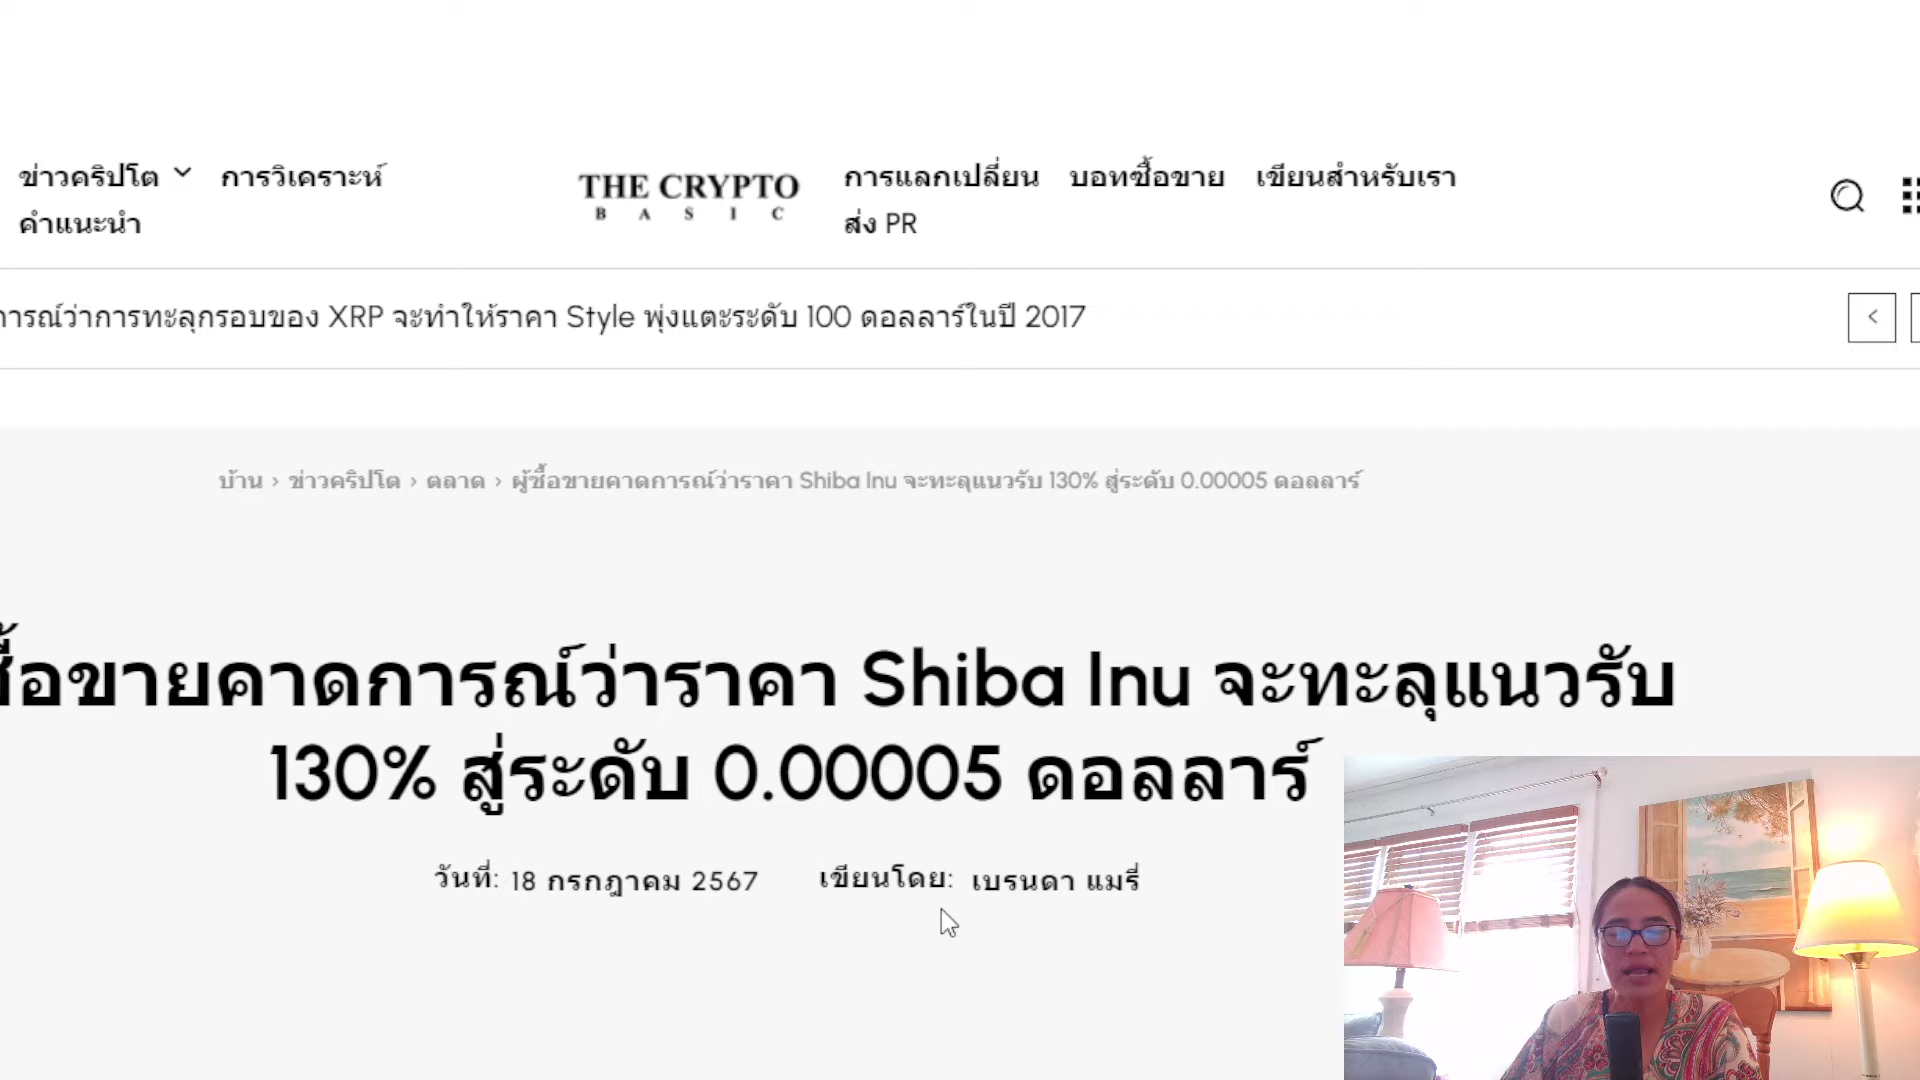 ข่าวคริปโต การวิเคราะห์
คำแนะนำ
THE CRYPTO
BASIC
การแลกเปลี่ยน บอทซื้อขาย เขียนสำหรับเรา
ส่ง PR
การณ์ว่าการทะลุกรอบของ XRP จะทำให้ราคา Style พุ่งแตะระดับ 100 ดอลลาร์ในปี 2017
บ้าน › ข่าวคริปโต › ตลาด › ผู้ซื้อขายคาดการณ์ว่าราคา Shiba Inu จะทะลุแนวรับ 130% สู่ระดับ 0.00005 ดอลลาร์
ซื้อขายคาดการณ์ว่าราคา Shiba Inu จะทะลุแนวรับ
130% สู่ระดับ 0.00005 ดอลลาร์
วันที่: 18 กรกฎาคม 2567 เขียนโดย: เบรนดา แมรี่